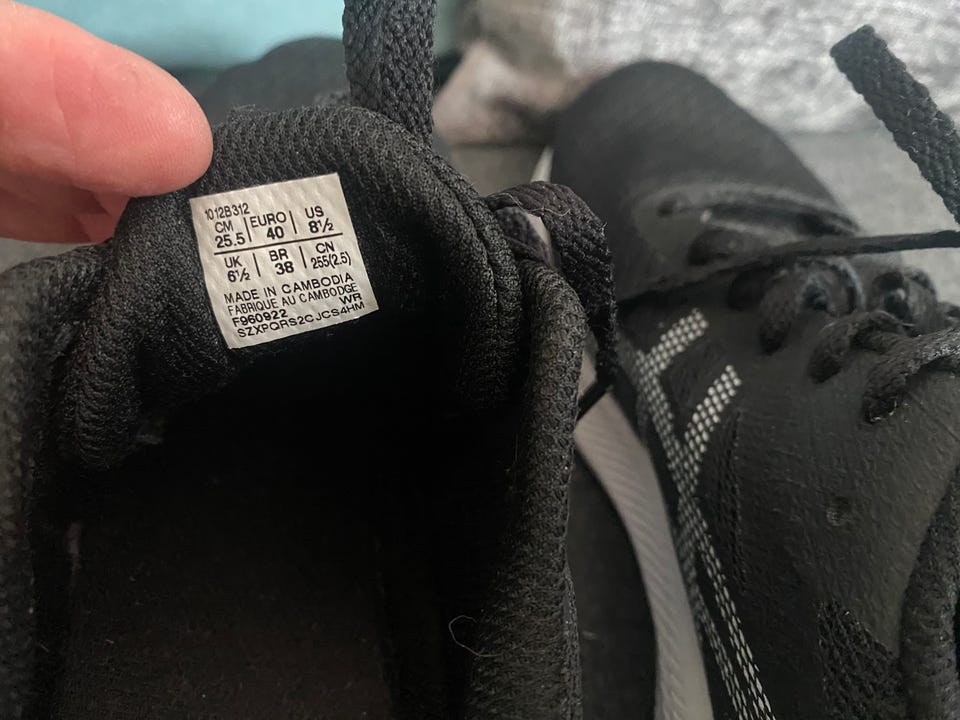 1012B312
CM EURO US
25.5 40 8½
UK BR CN
6½ 38 255(2.5)
MADE IN CAMBODIA
FABRIQUE AU CAMBODGE
F960922 WR
SZXPQRS2CJCS4HM